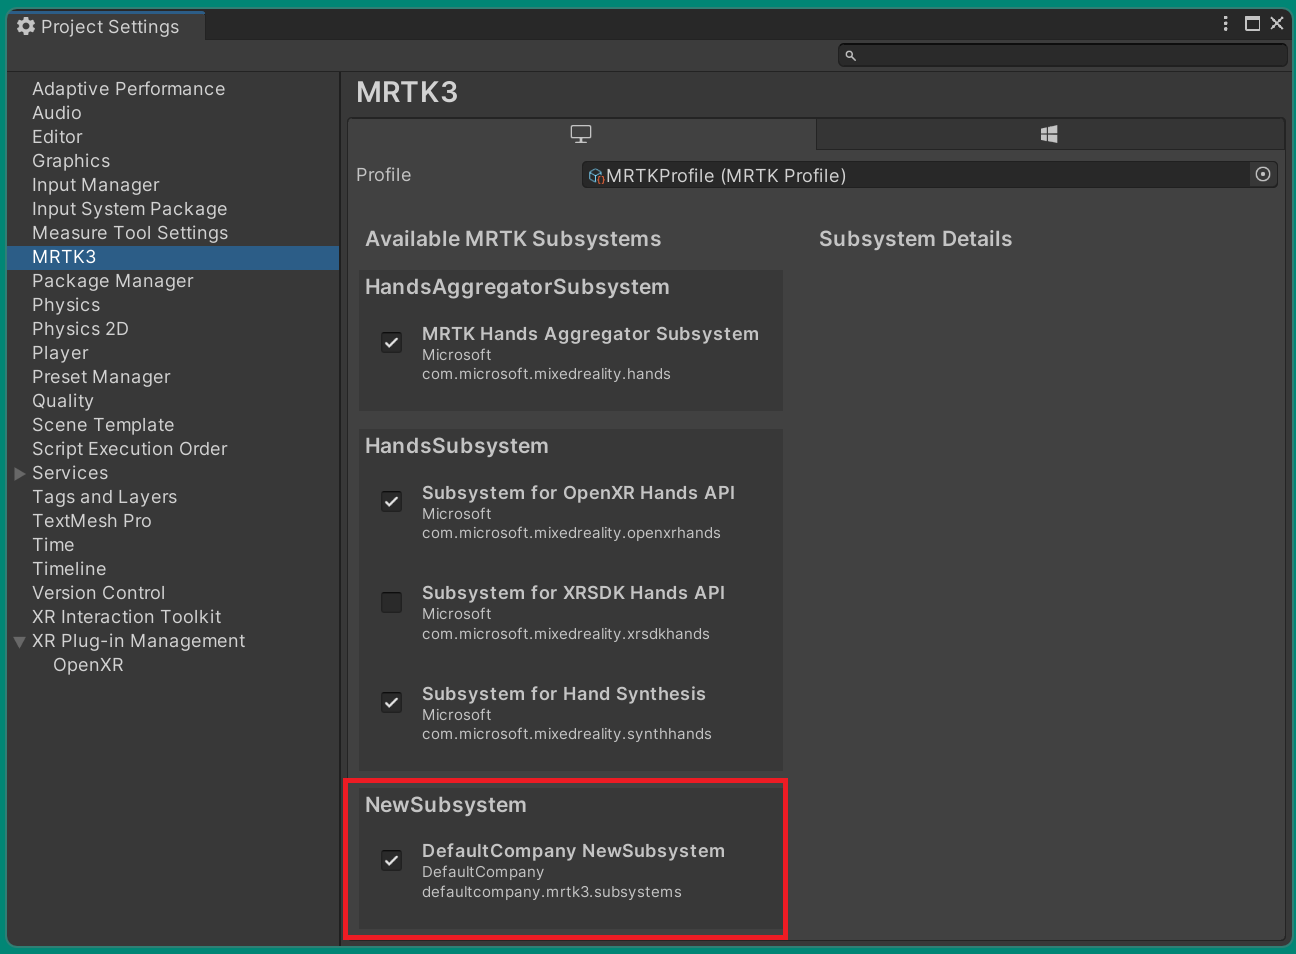 Project Settings
Adaptive Performance
Audio
Editor
Graphics
Input Manager
Input System Package
Measure Tool Settings
MRTK3
Package Manager
Physics
Physics 2D
Player
Preset Manager
Quality
Scene Template
Script Execution Order
Services
Tags and Layers
TextMesh Pro
Time
Timeline
Version Control
XR Interaction Toolkit
XR Plug-in Management
OpenXR
MRTK3
Profile
MRTKProfile (MRTK Profile)
Available MRTK Subsystems
Subsystem Details
HandsAggregatorSubsystem
MRTK Hands Aggregator Subsystem
Microsoft
com.microsoft.mixedreality.hands
HandsSubsystem
Subsystem for OpenXR Hands API
Microsoft
com.microsoft.mixedreality.openxrhands
Subsystem for XRSDK Hands API
Microsoft
com.microsoft.mixedreality.xrsdkhands
Subsystem for Hand Synthesis
Microsoft
com.microsoft.mixedreality.synthhands
NewSubsystem
DefaultCompany NewSubsystem
DefaultCompany
defaultcompany.mrtk3.subsystems